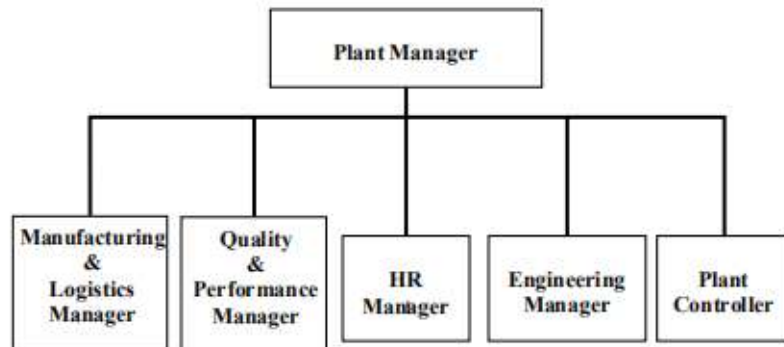 Plant Manager
Manufacturing
&
Logistics
Manager
Quality
&
Performance
Manager
HR
Manager
Engineering
Manager
Plant
Controller